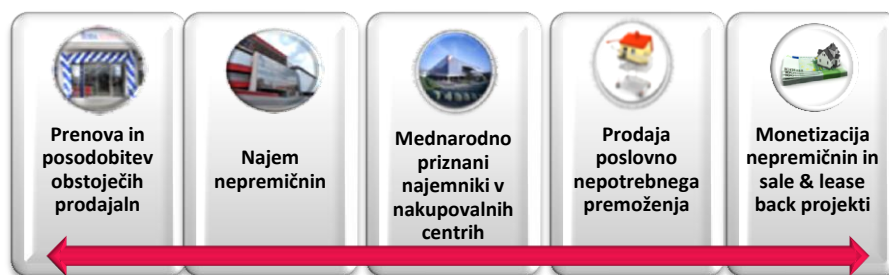 Prenova in
posodobitev
obstoječih
prodajaln
Najem
nepremičnin
Mednarodno
priznani
najemniki v
nakupovalnih
centrih
Prodaja
poslovno
nepotrebnega
premoženja
Monetizacija
nepremičnin in
sale & lease
back projekti